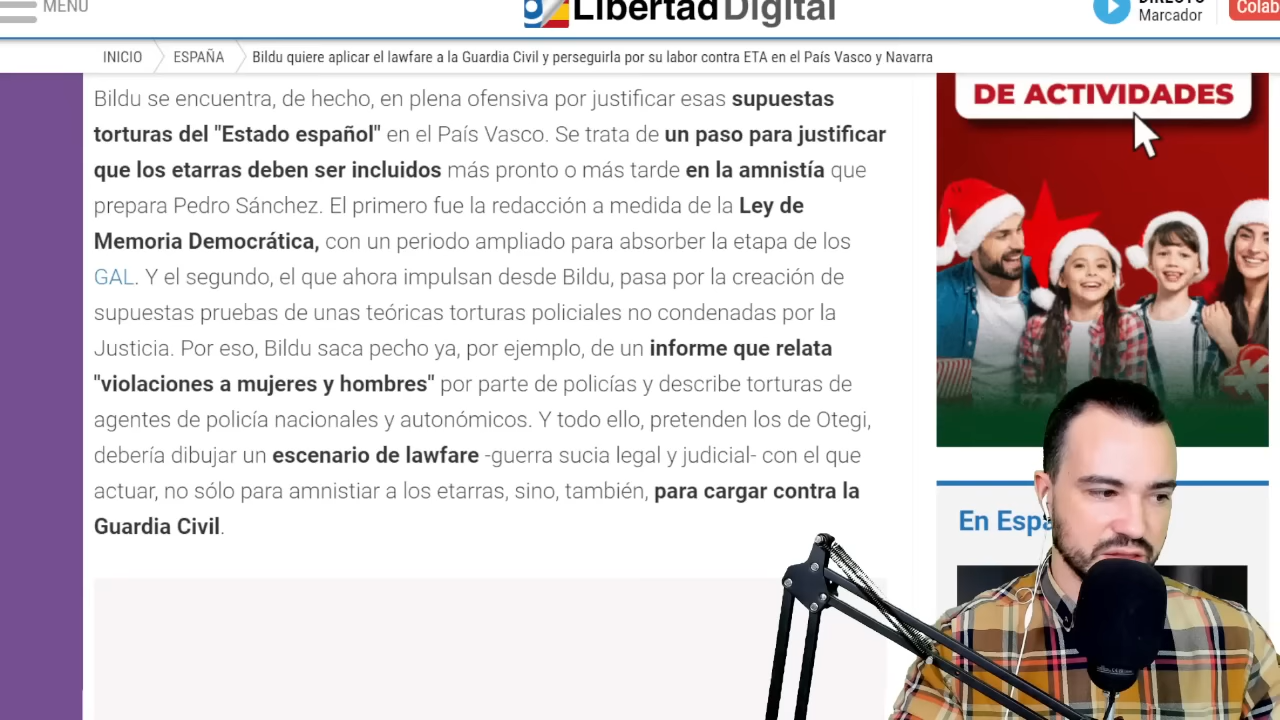 MENÚ
Libertad Digital
DIRECTO
Marcador
Colab
INICIO
ESPAÑA
Bildu quiere aplicar el lawfare a la Guardia Civil y perseguirla por su labor contra ETA en el País Vasco y Navarra
Bildu se encuentra, de hecho, en plena ofensiva por justificar esas supuestas
torturas del "Estado español" en el País Vasco. Se trata de un paso para justificar
que los etarras deben ser incluidos más pronto o más tarde en la amnistía que
prepara Pedro Sánchez. El primero fue la redacción a medida de la Ley de
Memoria Democrática, con un periodo ampliado para absorber la etapa de los
GAL. Y el segundo, el que ahora impulsan desde Bildu, pasa por la creación de
supuestas pruebas de unas teóricas torturas policiales no condenadas por la
Justicia. Por eso, Bildu saca pecho ya, por ejemplo, de un informe que relata
"violaciones a mujeres y hombres" por parte de policías y describe torturas de
agentes de policía nacionales y autonómicos. Y todo ello, pretenden los de Otegi,
debería dibujar un escenario de lawfare -guerra sucia legal y judicial- con el que
actuar, no sólo para amnistiar a los etarras, sino, también, para cargar contra la
Guardia Civil.
DE ACTIVIDADES
En Espa